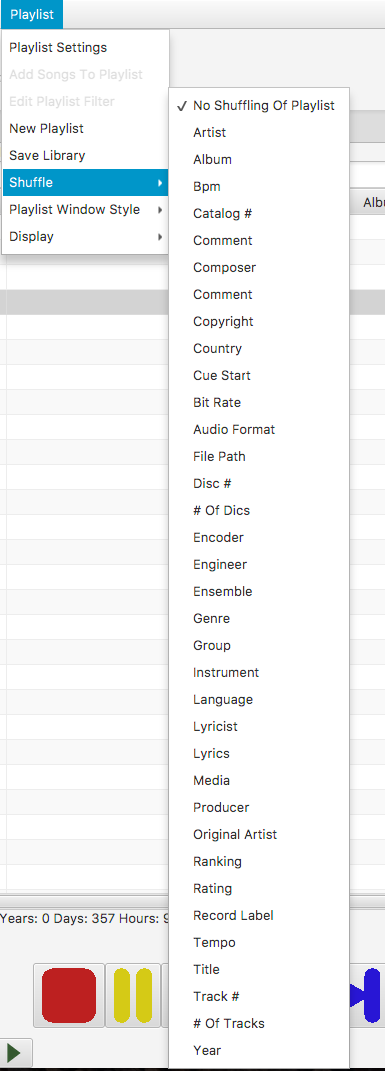 Playlist
Playlist Settings
Add Songs To Playlist
Edit Playlist Filter
New Playlist
Save Library
Shuffle
Playlist Window Style
Display
No Shuffling Of Playlist
Artist
Album
Bpm
Catalog #
Comment
Composer
Comment
Copyright
Country
Cue Start
Bit Rate
Audio Format
File Path
Disc #
# Of Dics
Encoder
Engineer
Ensemble
Genre
Group
Instrument
Language
Lyricist
Lyrics
Media
Producer
Original Artist
Ranking
Rating
Record Label
Tempo
Title
Track #
# Of Tracks
Year
Years: 0 Days: 357 Hours: